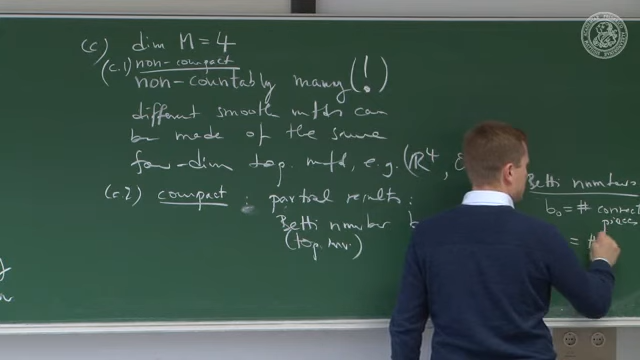 (c) dim M = 4
(c.1) non-compact
non-countably many (!)
different smooth mfds can
be made of the same
four-dim top. mfd, e.g. (ℝ⁴,
(c.2) compact : partial results:
Betti number b
(top. inv.)
Betti numbers
b₀ = # connect
pieces
= #